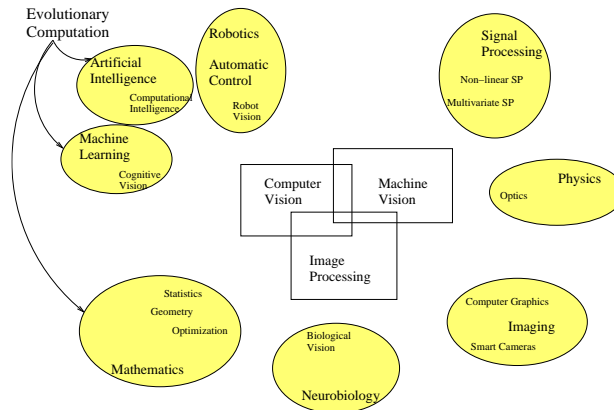 Evolutionary
Computation
Artificial
Intelligence
Computational
Intelligence
Robotics
Automatic
Control
Robot
Vision
Signal
Processing
Non–linear SP
Multivariate SP
Machine
Learning
Cognitive
Vision
Computer
Vision
Machine
Vision
Image
Processing
Physics
Optics
Statistics
Geometry
Optimization
Mathematics
Biological
Vision
Neurobiology
Computer Graphics
Imaging
Smart Cameras